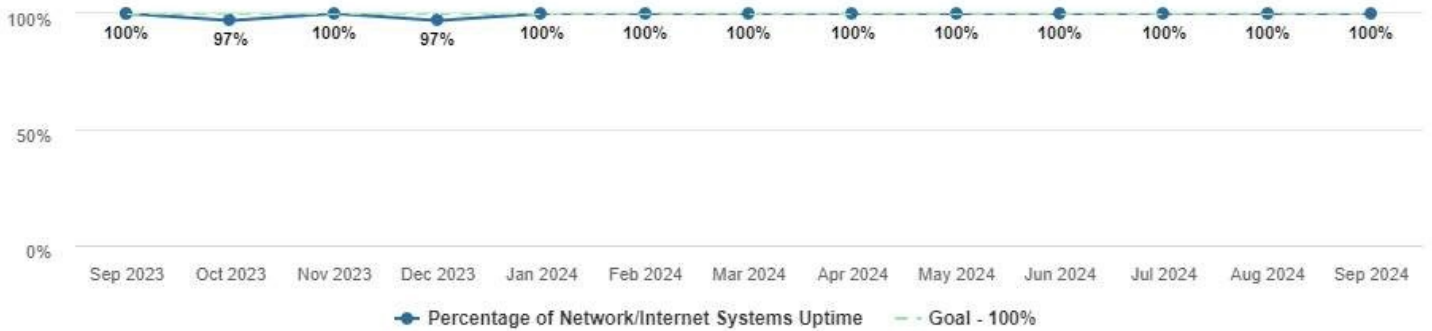 100%
100% 97% 100% 97% 100% 100% 100% 100% 100% 100% 100% 100% 100%
50%
0%
Sep 2023 Oct 2023 Nov 2023 Dec 2023 Jan 2024 Feb 2024 Mar 2024 Apr 2024 May 2024 Jun 2024 Jul 2024 Aug 2024 Sep 2024
Percentage of Network/Internet Systems Uptime Goal - 100%